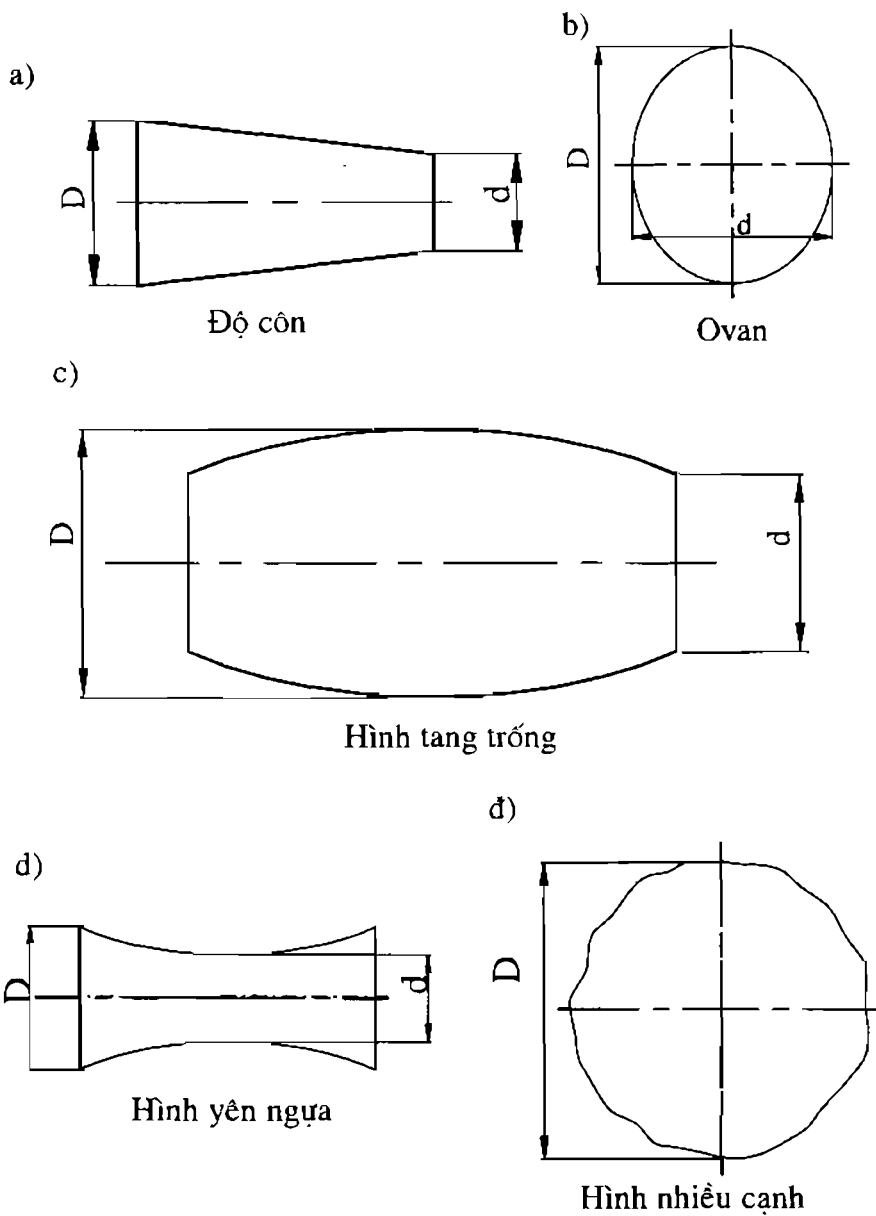 a)
D
d
Độ côn
b)
D
d
Ovan
c)
D
d
Hình tang trống
d)
D
d
Hình yên ngựa
đ)
D
Hình nhiều cạnh